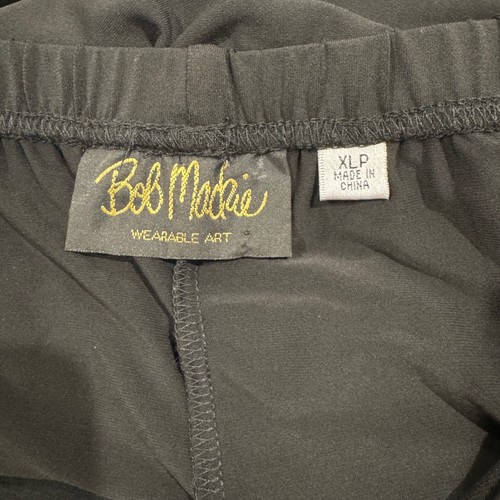 Bob Mackie
WEARABLE ART
XLP
MADE IN
CHINA